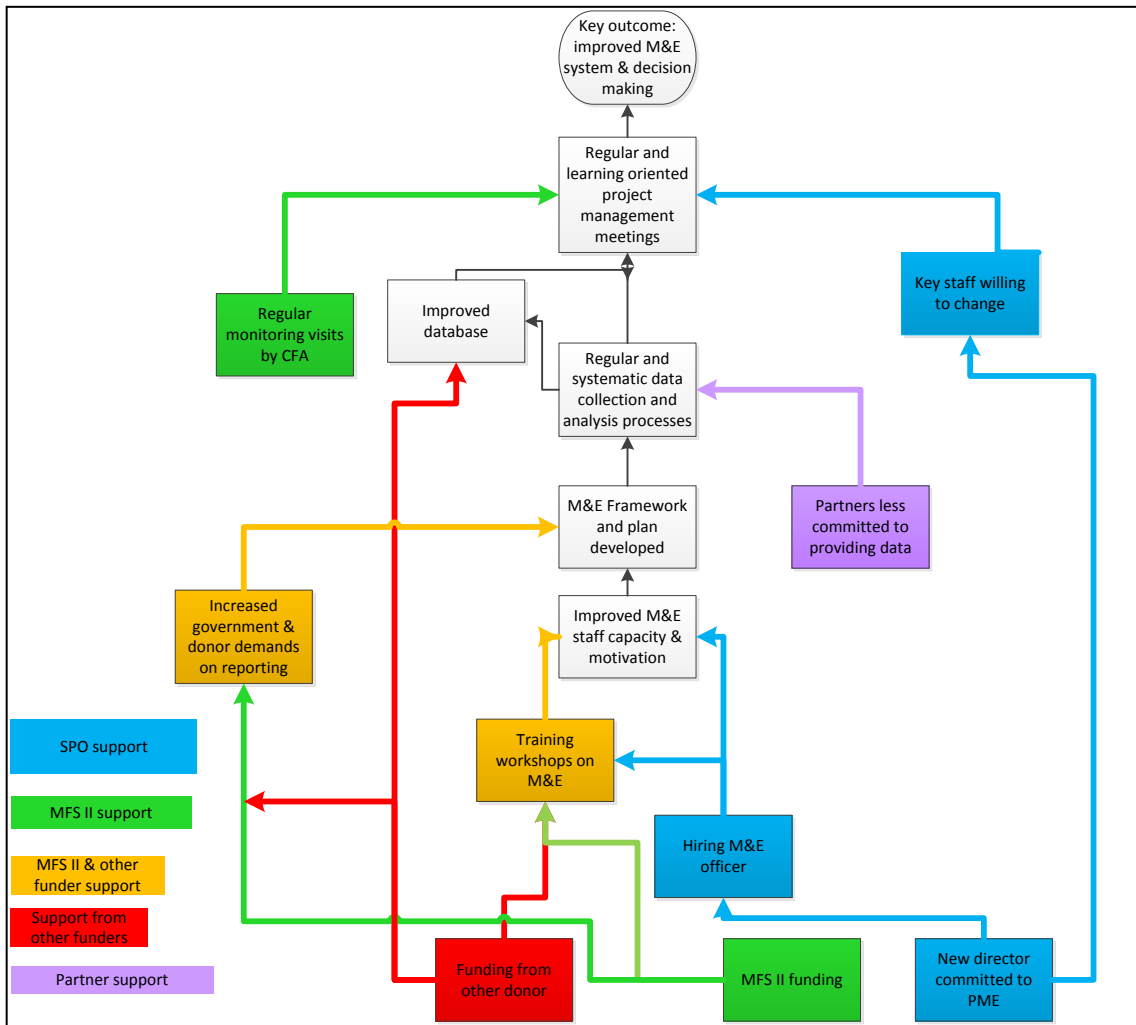 Key outcome:
improved M&E
system & decision
making
Regular and
learning oriented
project
management
meetings
Key staff willing
to change
Improved
database
Regular
monitoring visits
by CFA
Regular and
systematic data
collection and
analysis processes
M&E Framework
and plan
developed
Partners less
committed to
providing data
Increased
government &
donor demands
on reporting
Improved M&E
staff capacity &
motivation
SPO support
Training
workshops on
M&E
MFS II support
Hiring M&E
officer
MFS II & other
funder support
Support from
other funders
Partner support
Funding from
other donor
MFS II funding
New director
committed to
PME